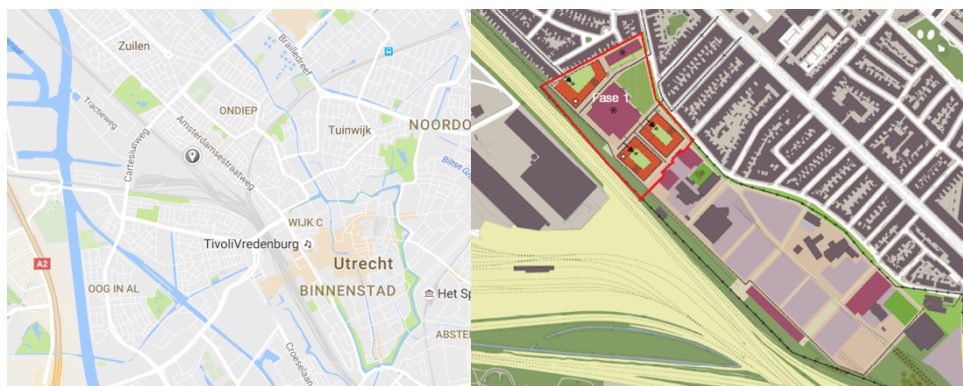 Zuilen
Brailledreef
ONDIEP
Tractieweg
Amsterdamsestraatweg
Tuinwijk
NOORDO
Cartesiusweg
Biltse Gr
WIJK C
TivoliVredenburg
A2
Utrecht
BINNENSTAD
OOG IN AL
Het Sp
Croeselaan
ABSTE
Fase 1